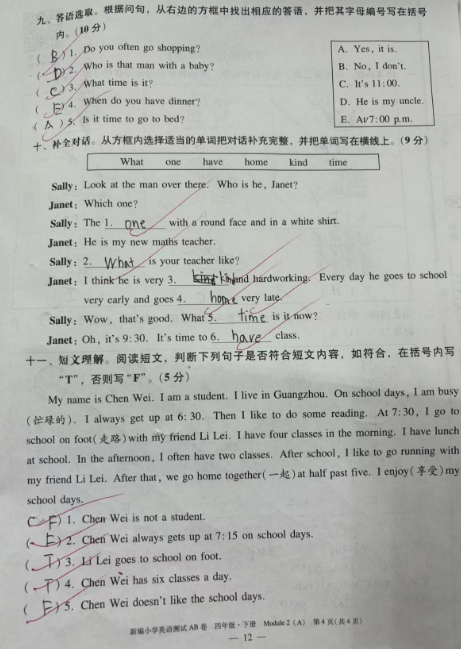 九、答语选取。根据问句，从右边的方框中找出相应的答语，并把其字母编号写在括号
内。(10分)
( B ) 1. Do you often go shopping?
( D ) 2. Who is that man with a baby?
( C ) 3. What time is it?
( E ) 4. When do you have dinner?
( A ) 5. Is it time to go to bed?
A. Yes, it is.
B. No, I don't.
C. It's 11:00.
D. He is my uncle.
E. At 7:00 p.m.
十、补全对话。从方框内选择适当的单词把对话补充完整，并把单词写在横线上。(9分)
What one have home kind time
Sally: Look at the man over there. Who is he, Janet?
Janet: Which one?
Sally: The 1. one with a round face and in a white shirt.
Janet: He is my new maths teacher.
Sally: 2. What is your teacher like?
Janet: I think he is very 3. kind and hardworking. Every day he goes to school
very early and goes 4. home very late.
Sally: Wow, that's good. What 5. time is it now?
Janet: Oh, it's 9:30. It's time to 6. have class.
十一、短文理解。阅读短文，判断下列句子是否符合短文内容，如符合，在括号内写
“T”，否则写“F”。(5分)
My name is Chen Wei. I am a student. I live in Guangzhou. On school days, I am busy
(忙碌的). I always get up at 6:30. Then I like to do some reading. At 7:30, I go to
school on foot(走路)with my friend Li Lei. I have four classes in the morning. I have lunch
at school. In the afternoon, I often have two classes. After school, I like to go running with
my friend Li Lei. After that, we go home together(一起)at half past five. I enjoy(享受)my
school days.
( F ) 1. Chen Wei is not a student.
( F ) 2. Chen Wei always gets up at 7:15 on school days.
( T ) 3. Li Lei goes to school on foot.
( T ) 4. Chen Wei has six classes a day.
( F ) 5. Chen Wei doesn't like the school days.
新编小学英语测试AB卷 四年级·下册 Module 2 (A) 第4页(共4页)
— 12 —